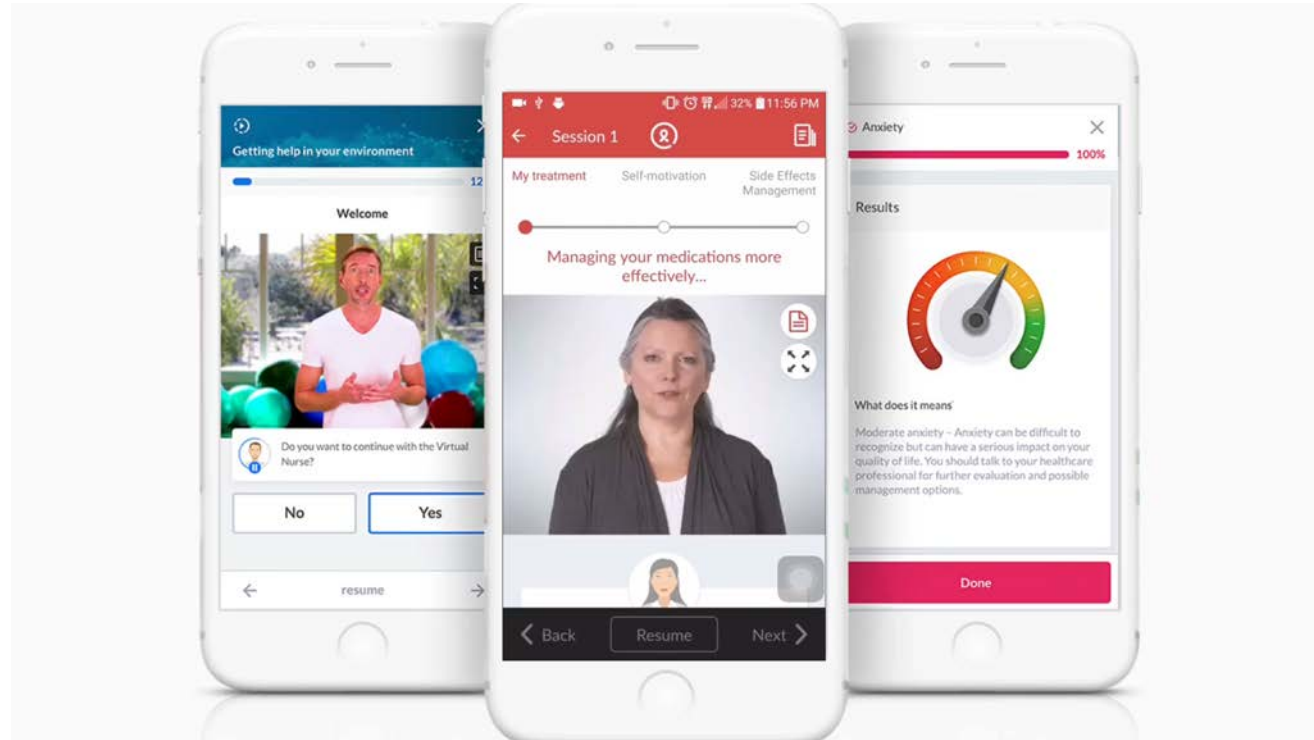 Getting help in your environment
12
Welcome
Do you want to continue with the Virtual
Nurse?
No
Yes
resume
32% 11:56 PM
Session 1
My treatment
Self-motivation
Side Effects
Management
Managing your medications more
effectively...
Back
Resume
Next
Anxiety
100%
Results
What does it means
Moderate anxiety – Anxiety can be difficult to
recognize but can have a serious impact on your
quality of life. You should talk to your healthcare
professional for further evaluation and possible
management options.
Done